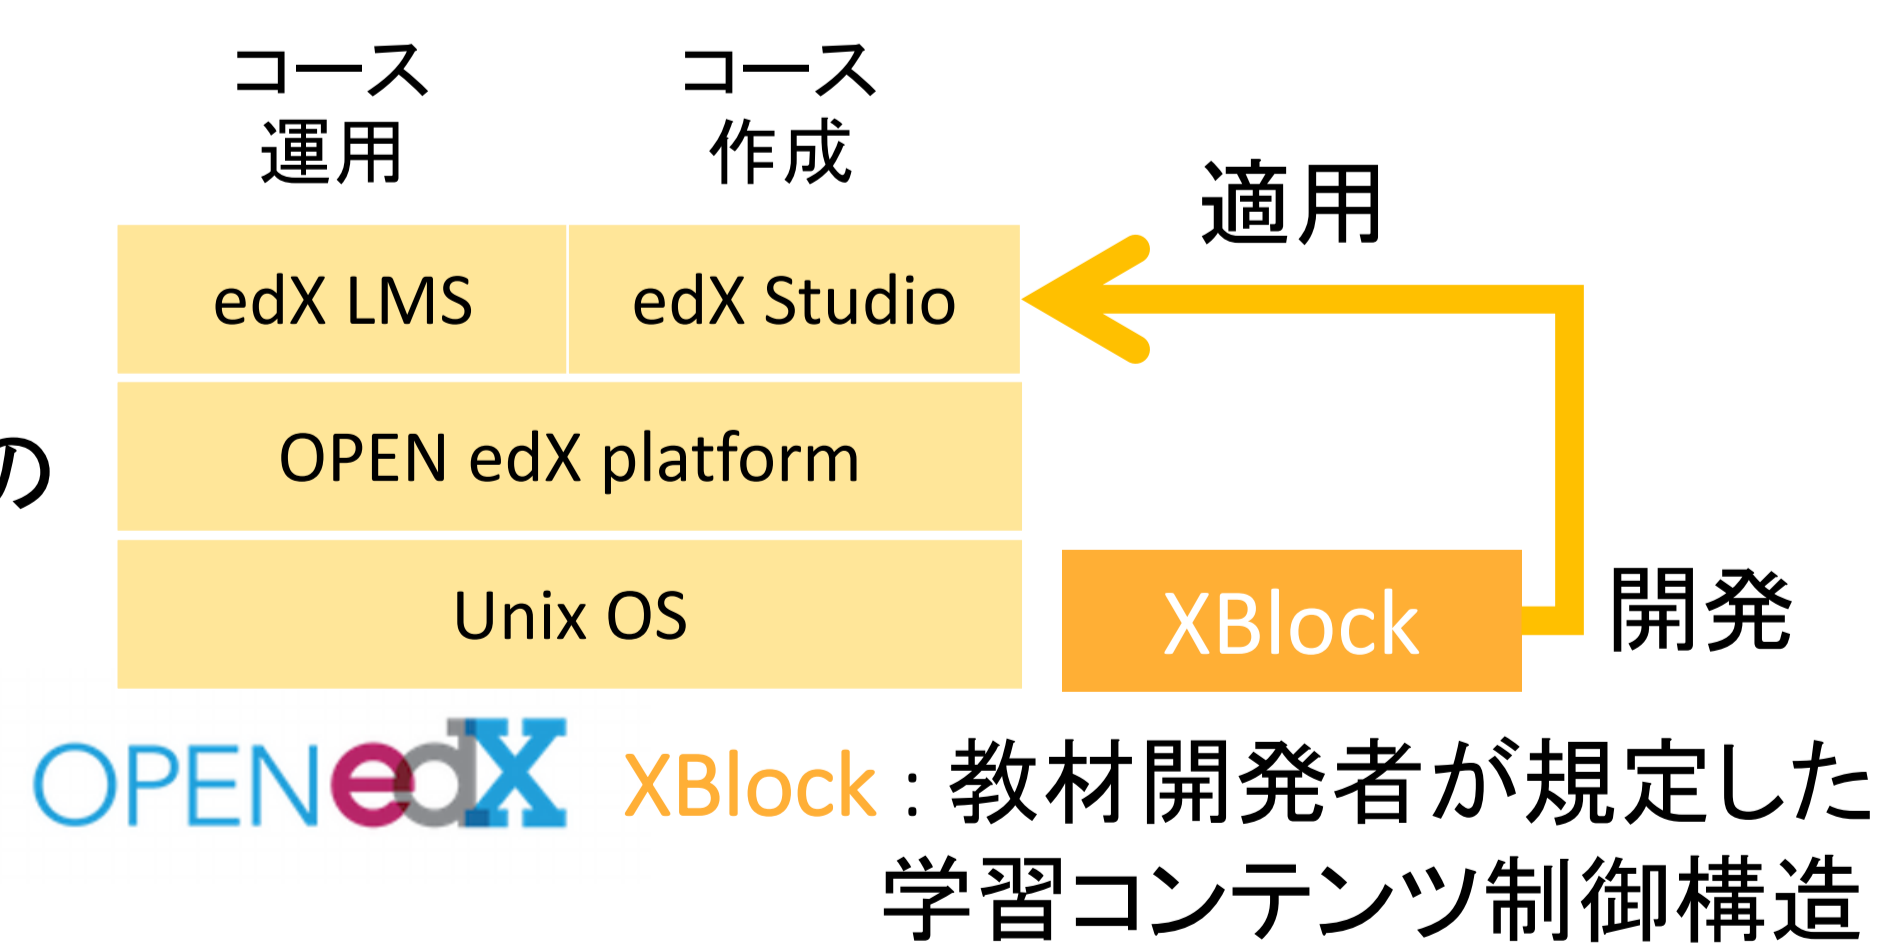 コース
運用
コース
作成
適用
edX LMS
edX Studio
の
OPEN edX platform
Unix OS
XBlock
開発
OPENedX
XBlock : 教材開発者が規定した
学習コンテンツ制御構造